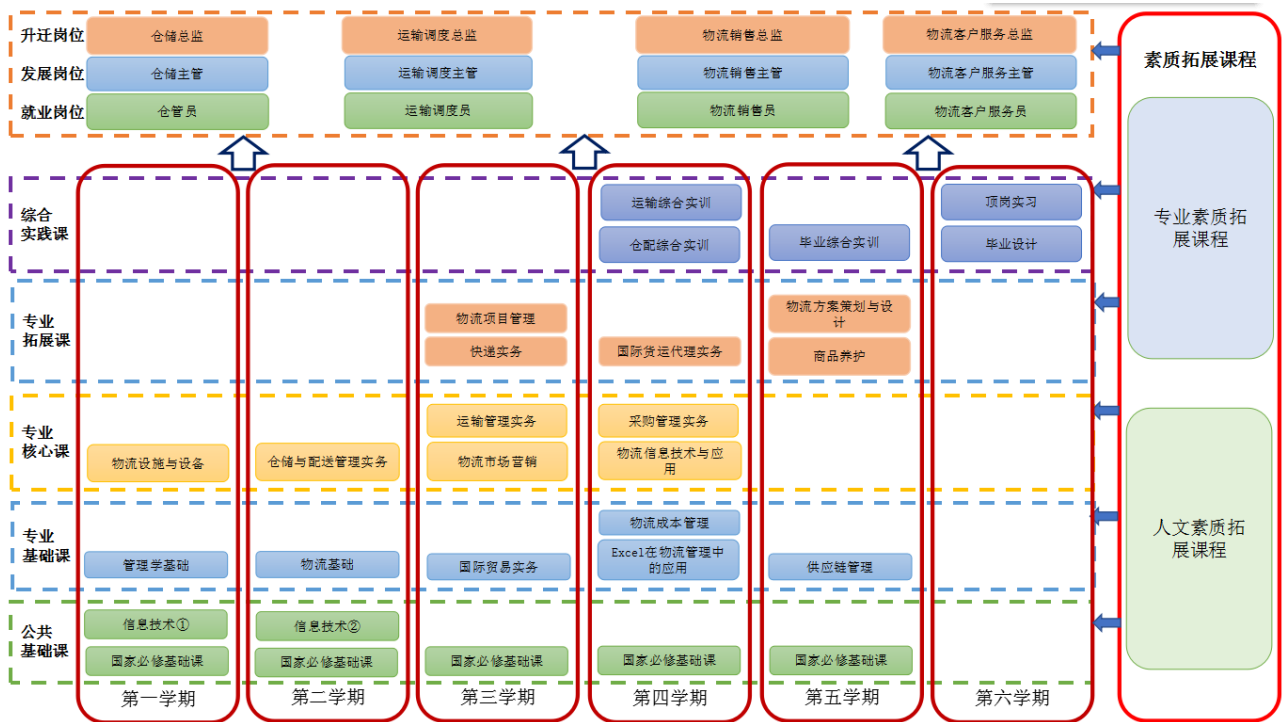 升迁岗位
仓储总监
运输调度总监
物流销售总监
物流客户服务总监
发展岗位
仓储主管
运输调度主管
物流销售主管
物流客户服务主管
就业岗位
仓管员
运输调度员
物流销售员
物流客户服务员
素质拓展课程
专业素质拓
展课程
人文素质拓
展课程
综合
实践课
运输综合实训
仓配综合实训
毕业综合实训
顶岗实习
毕业设计
专业
拓展课
物流项目管理
快递实务
国际货运代理实务
物流方案策划与设
计
商品养护
专业
核心课
物流设施与设备
仓储与配送管理实务
运输管理实务
物流市场营销
采购管理实务
物流信息技术与应
用
专业
基础课
管理学基础
物流基础
国际贸易实务
物流成本管理
Excel在物流管理中
的应用
供应链管理
公共
基础课
信息技术①
国家必修基础课
信息技术②
国家必修基础课
国家必修基础课
国家必修基础课
国家必修基础课
第一学期
第二学期
第三学期
第四学期
第五学期
第六学期